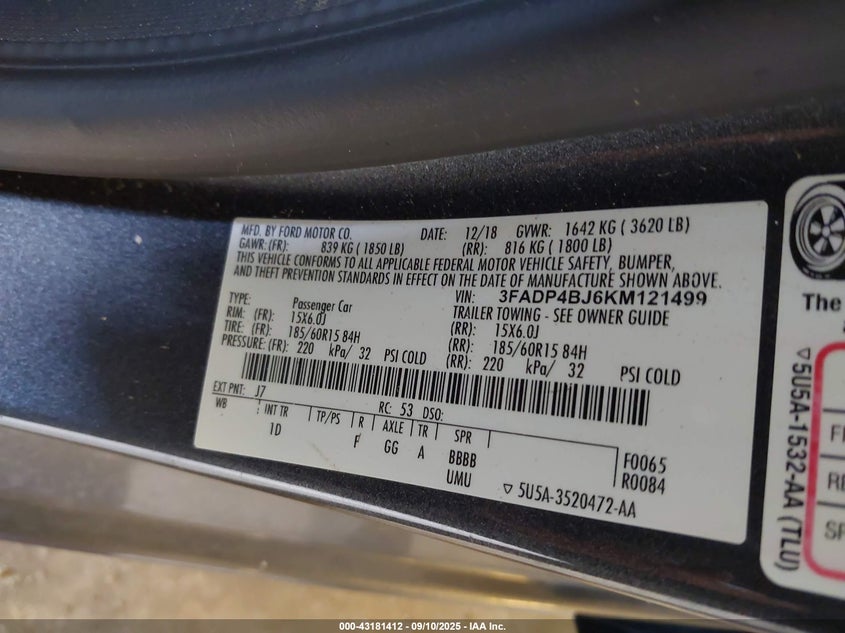 MFD. BY FORD MOTOR CO. DATE: 12/18 GVWR: 1642 KG ( 3620 LB)
GAWR: (FR): 839 KG ( 1850 LB) (RR): 816 KG ( 1800 LB)
THIS VEHICLE CONFORMS TO ALL APPLICABLE FEDERAL MOTOR VEHICLE SAFETY, BUMPER,
AND THEFT PREVENTION STANDARDS IN EFFECT ON THE DATE OF MANUFACTURE SHOWN ABOVE.
VIN: 3FADP4BJ6KM121499
TYPE: Passenger Car TRAILER TOWING - SEE OWNER GUIDE
RIM: (FR): 15X6.0J (RR): 15X6.0J
TIRE: (FR): 185/60R15 84H (RR): 185/60R15 84H
PRESSURE: (FR): 220 kPa/ 32 PSI COLD (RR): 220 kPa/ 32 PSI COLD
EXT PNT: J7 RC: 53 DSO:
WB INT TR TP/PS R AXLE TR SPR
1D F GG A BBBB F0065
UMU R0084
▽ 5U5A-3520472-AA
The
▽5U5A-1532-AA (TLU)
000-43181412 - 09/10/2025 - IAA Inc.